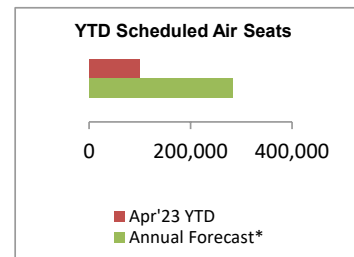 YTD Scheduled Air Seats
0 200,000 400,000
Apr'23 YTD
Annual Forecast*